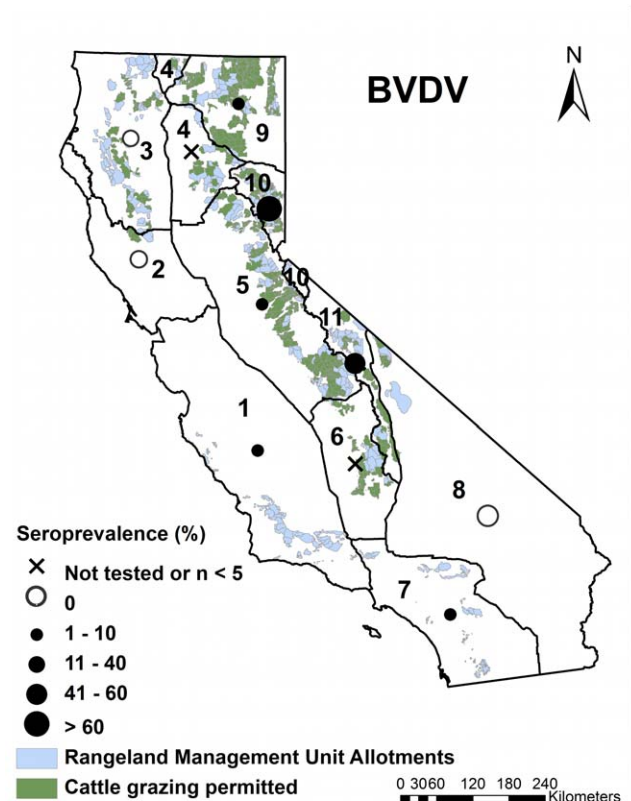 N
BVDV
4
9
4
3
10
2
5
10
11
1
6
8
7
Seroprevalence (%)
Not tested or n < 5
0
1 - 10
11 - 40
41 - 60
> 60
Rangeland Management Unit Allotments
Cattle grazing permitted
0 30 60 120 180 240
Kilometers